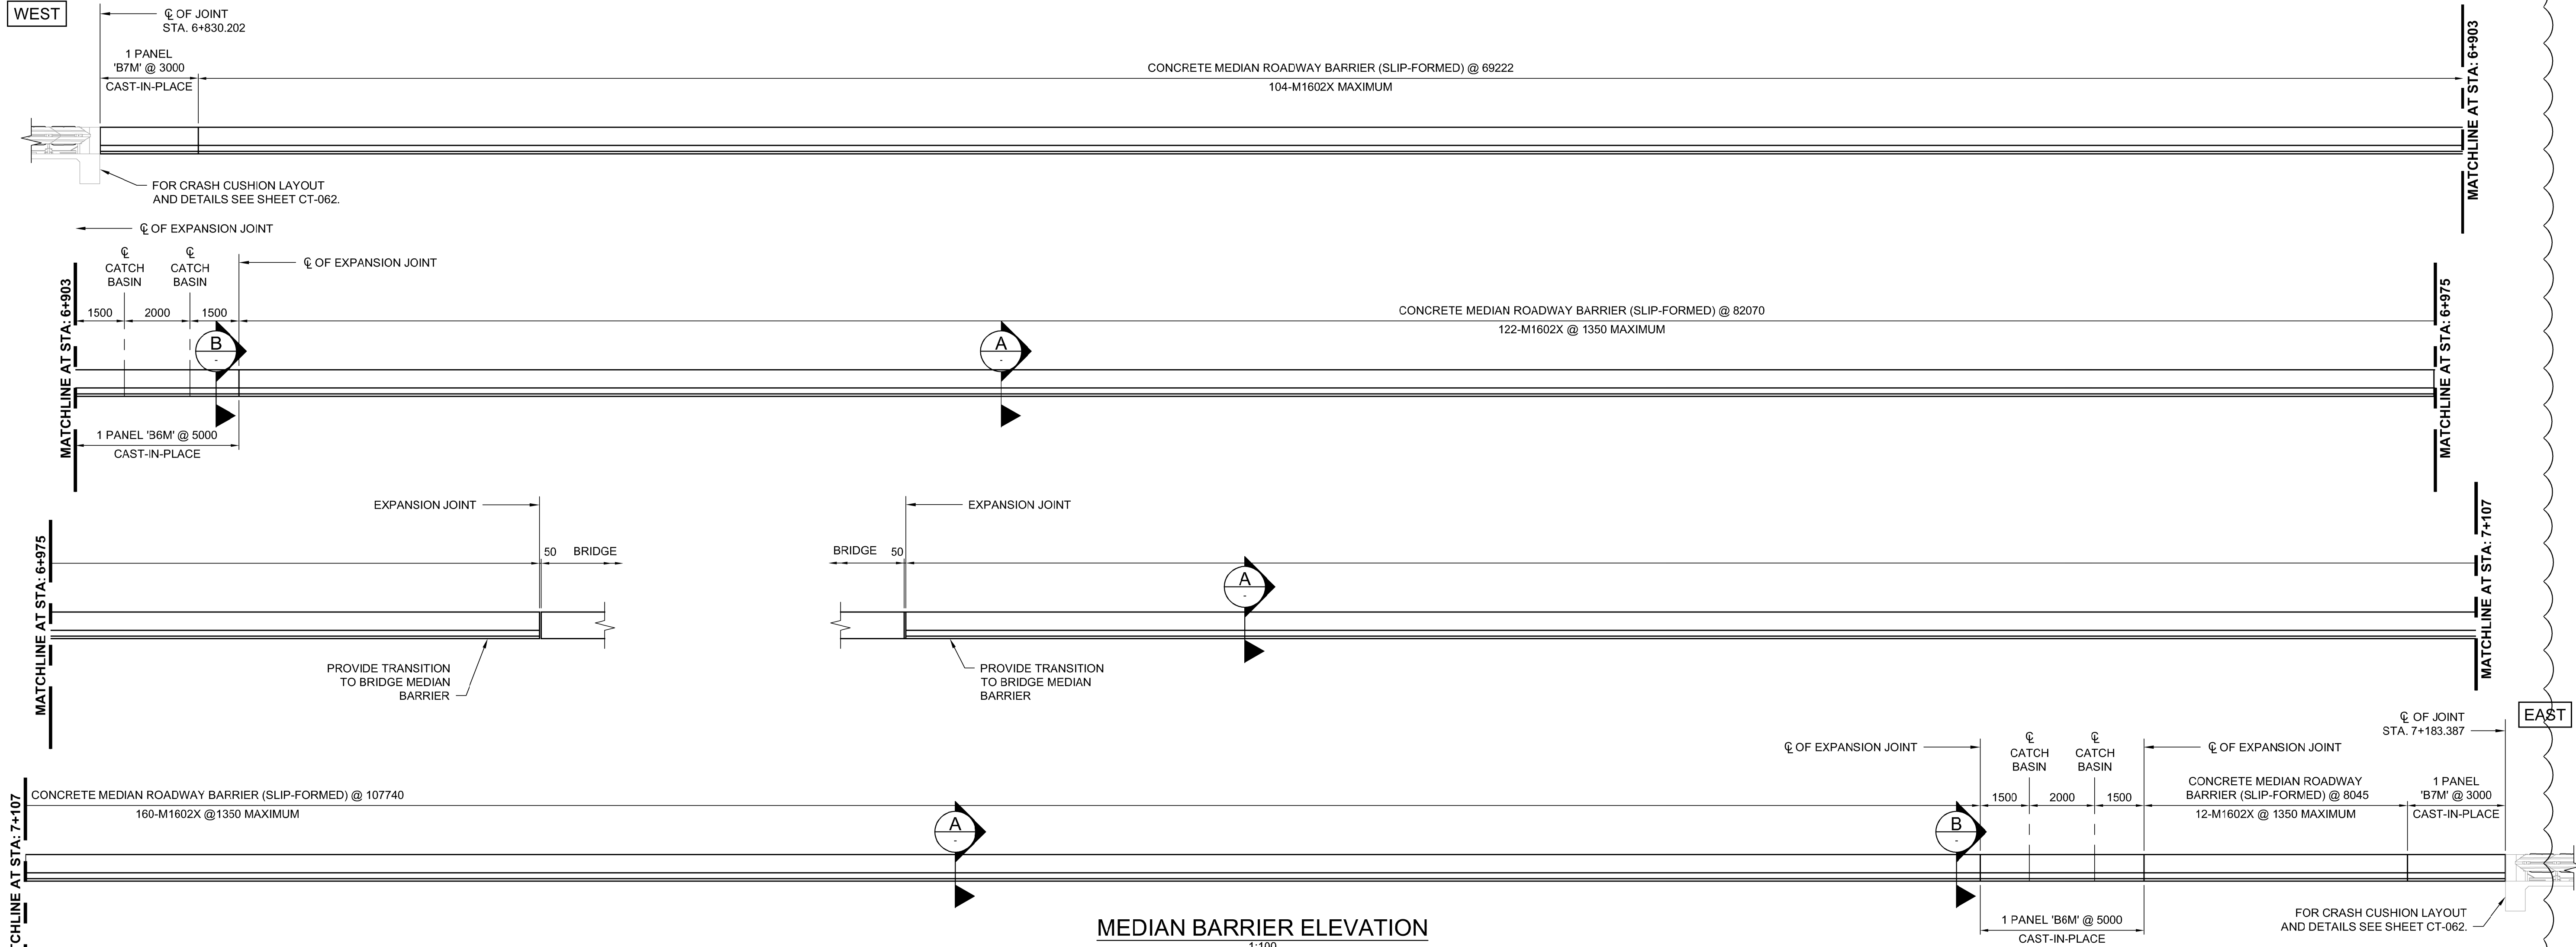 WEST
℄ OF JOINT
STA. 6+830.202
1 PANEL
'B7M' @ 3000
CAST-IN-PLACE
CONCRETE MEDIAN ROADWAY BARRIER (SLIP-FORMED) @ 69222
104-M1602X MAXIMUM
MATCHLINE AT STA: 6+903
FOR CRASH CUSHION LAYOUT
AND DETAILS SEE SHEET CT-062.
℄ OF EXPANSION JOINT
℄
CATCH
BASIN
℄
CATCH
BASIN
℄ OF EXPANSION JOINT
1500
2000
1500
MATCHLINE AT STA: 6+903
B
-
A
-
CONCRETE MEDIAN ROADWAY BARRIER (SLIP-FORMED) @ 82070
122-M1602X @ 1350 MAXIMUM
MATCHLINE AT STA: 6+975
1 PANEL 'B6M' @ 5000
CAST-IN-PLACE
MATCHLINE AT STA: 6+975
EXPANSION JOINT
50
BRIDGE
PROVIDE TRANSITION
TO BRIDGE MEDIAN
BARRIER
EXPANSION JOINT
BRIDGE
50
A
-
PROVIDE TRANSITION
TO BRIDGE MEDIAN
BARRIER
MATCHLINE AT STA: 7+107
EAST
℄ OF JOINT
STA. 7+183.387
TCHLINE AT STA: 7+107
CONCRETE MEDIAN ROADWAY BARRIER (SLIP-FORMED) @ 107740
160-M1602X @1350 MAXIMUM
A
-
B
-
℄ OF EXPANSION JOINT
℄
CATCH
BASIN
℄
CATCH
BASIN
℄ OF EXPANSION JOINT
1500
2000
1500
CONCRETE MEDIAN ROADWAY
BARRIER (SLIP-FORMED) @ 8045
12-M1602X @ 1350 MAXIMUM
1 PANEL
'B7M' @ 3000
CAST-IN-PLACE
1 PANEL 'B6M' @ 5000
CAST-IN-PLACE
FOR CRASH CUSHION LAYOUT
AND DETAILS SEE SHEET CT-062.
MEDIAN BARRIER ELEVATION
1:100